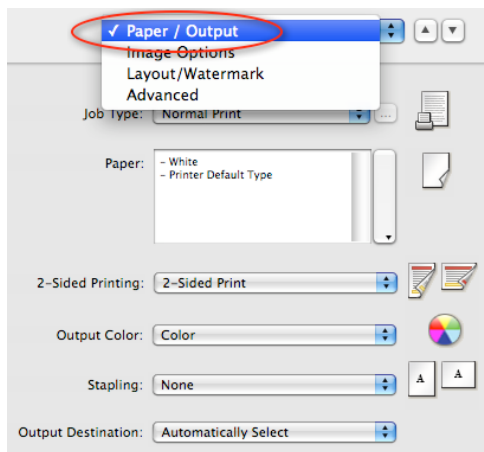 ✓ Paper / Output
Image Options
Layout/Watermark
Advanced
Job Type: Normal Print ...
Paper: - White
- Printer Default Type
2-Sided Printing: 2-Sided Print
Output Color: Color
Stapling: None
A A
Output Destination: Automatically Select